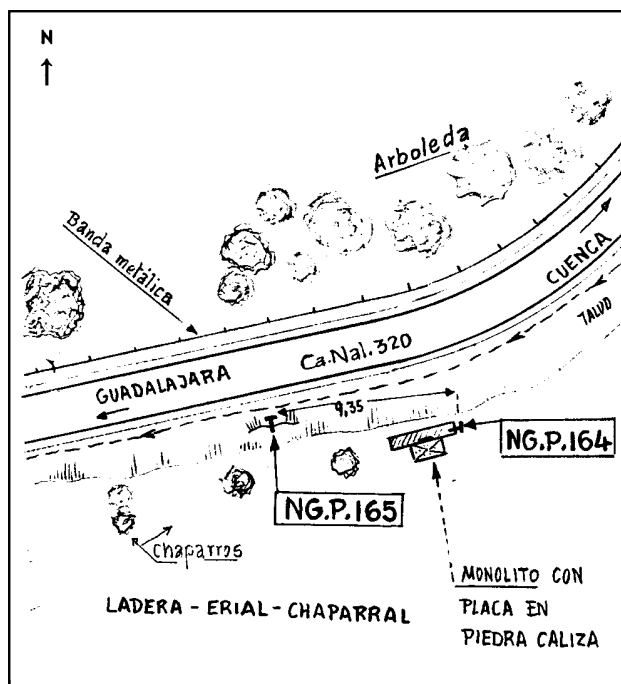 N
Arboleda
Banda metálica
CUENCA
TALUD
Ca.Nal.320
GUADALAJARA
9,35
NG.P.164
NG.P.165
chaparros
MONOLITO CON
PLACA EN
PIEDRA CALIZA
LADERA - ERIAL - CHAPARRAL